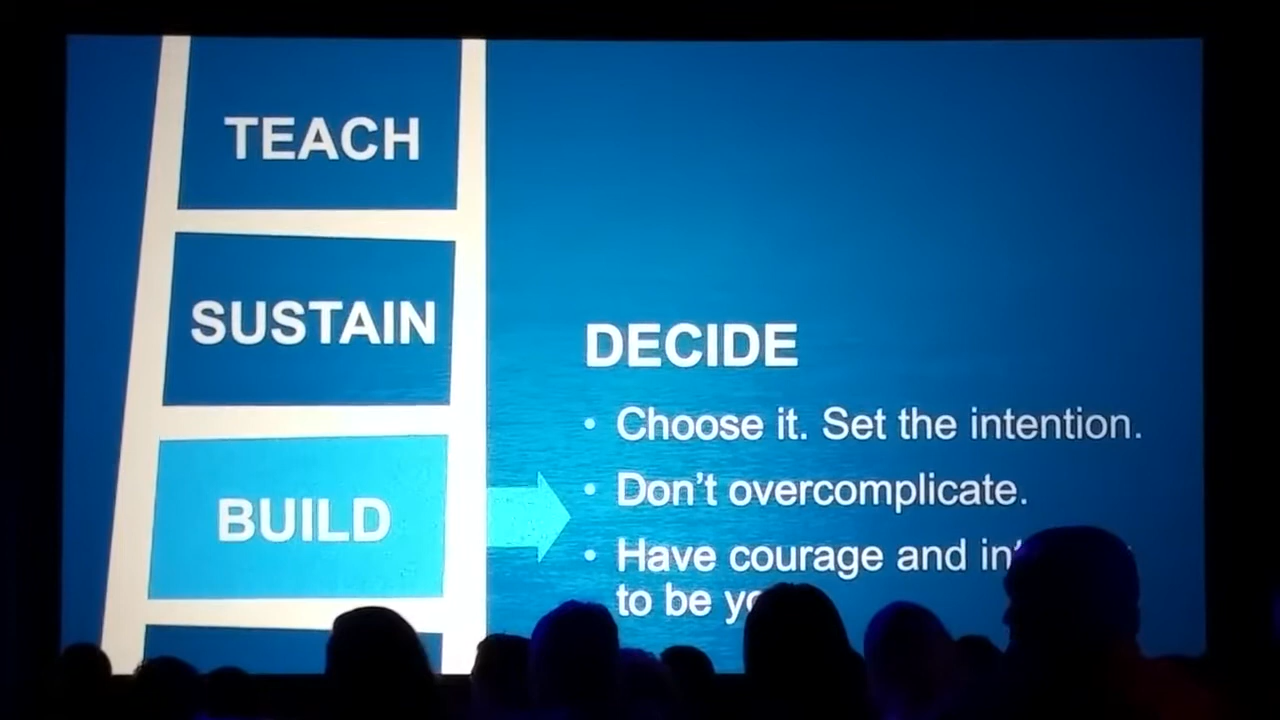 TEACH
SUSTAIN
BUILD
DECIDE
• Choose it. Set the intention.
• Don't overcomplicate.
• Have courage and
to be